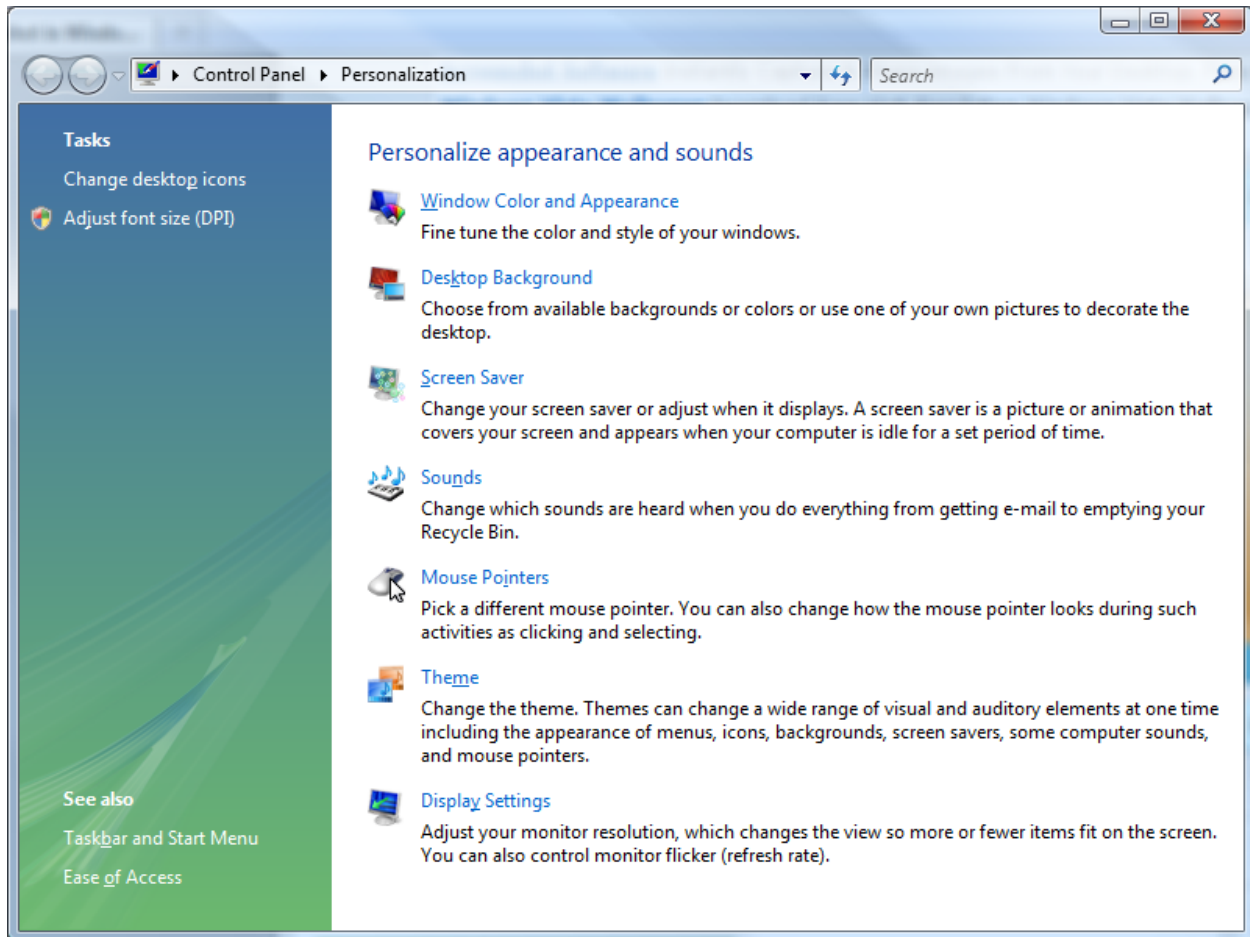 Control Panel ▸ Personalization
Search
Tasks
Change desktop icons
Adjust font size (DPI)
Personalize appearance and sounds
Window Color and Appearance
Fine tune the color and style of your windows.
Desktop Background
Choose from available backgrounds or colors or use one of your own pictures to decorate the
desktop.
Screen Saver
Change your screen saver or adjust when it displays. A screen saver is a picture or animation that
covers your screen and appears when your computer is idle for a set period of time.
Sounds
Change which sounds are heard when you do everything from getting e-mail to emptying your
Recycle Bin.
Mouse Pointers
Pick a different mouse pointer. You can also change how the mouse pointer looks during such
activities as clicking and selecting.
Theme
Change the theme. Themes can change a wide range of visual and auditory elements at one time
including the appearance of menus, icons, backgrounds, screen savers, some computer sounds,
and mouse pointers.
Display Settings
Adjust your monitor resolution, which changes the view so more or fewer items fit on the screen.
You can also control monitor flicker (refresh rate).
See also
Taskbar and Start Menu
Ease of Access